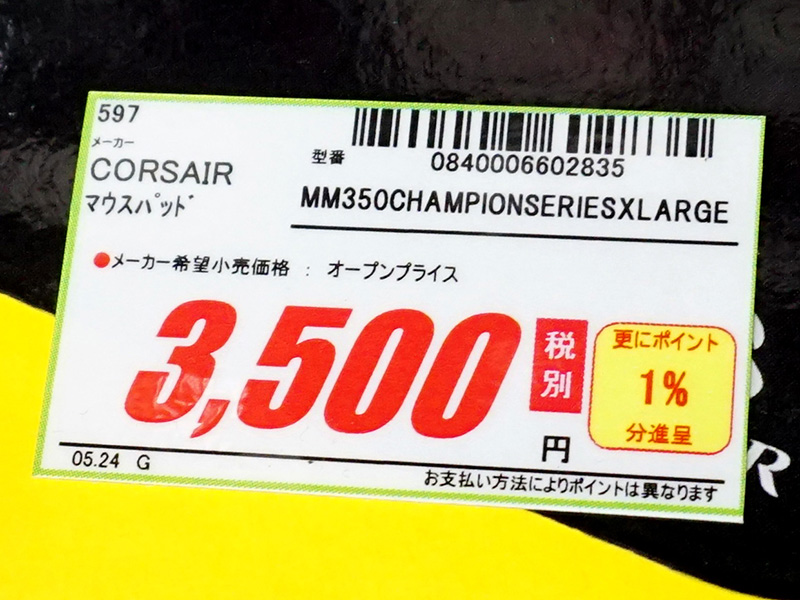 597
メーカー
CORSAIR
マウスパッド
型番
0840006602835
MM350CHAMPIONSERIESXLARGE
●メーカー希望小売価格 : オープンプライス
3,500
税別
円
更にポイント
1%
分進呈
05.24 G
お支払い方法によりポイントは異なります
R